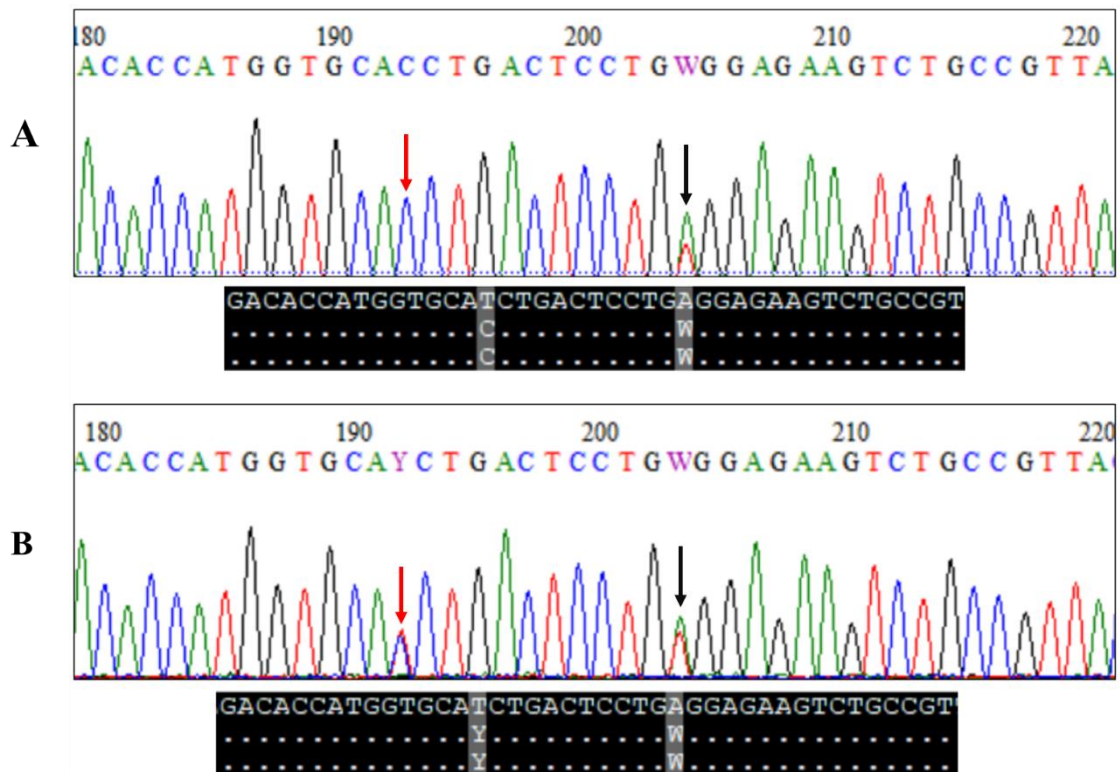 180 190 200 210 220
ACACCATGGTGCACCTGACTCCTGWGGAGAAGTCTGCCGTTA
A
GACACCATGGTGCATCTGACTCCTGAGGAGAAGTCTGCCGT
..............C..........W...............
..............C..........W...............
180 190 200 210 220
ACACCATGGTGCAYCTGACTCCTGWGGAGAAGTCTGCCGTTA
B
GACACCATGGTGCATCTGACTCCTGAGGAGAAGTCTGCCGT
..............Y..........W...............
..............Y..........W...............